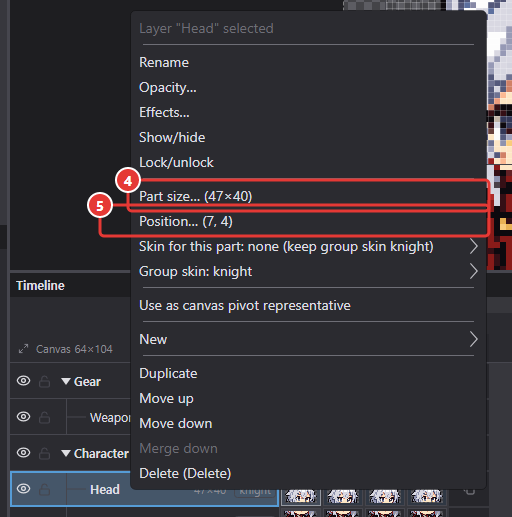 Layer "Head" selected
Rename
Opacity...
Effects...
Show/hide
Lock/unlock
4
Part size... (47×40)
5
Position... (7, 4)
Skin for this part: none (keep group skin knight)
Group skin: knight
Use as canvas pivot representative
New
Duplicate
Move up
Move down
Merge down
Delete (Delete)
Timeline
Canvas 64×104
Gear
Weapon
Character
Head 47×40 knight